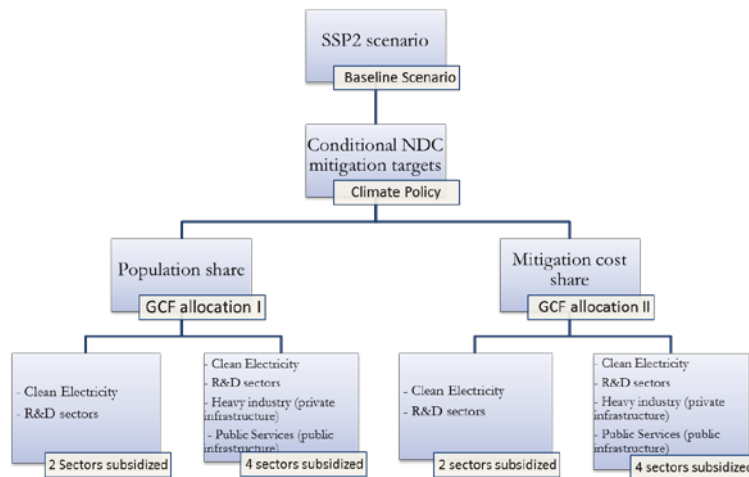 SSP2 scenario
Baseline Scenario
Conditional NDC
mitigation targets
Climate Policy
Population share
GCF allocation I
Mitigation cost
share
GCF allocation II
- Clean Electricity
- R&D sectors
2 Sectors subsidized
- Clean Electricity
- R&D sectors
- Heavy industry (private
infrastructure)
- Public Services (public
infrastructure)
4 sectors subsidized
- Clean Electricity
- R&D sectors
2 sectors subsidized
- Clean Electricity
- R&D sectors
- Heavy industry (private
infrastructure)
- Public Services (public
infrastructure)
4 sectors subsidized